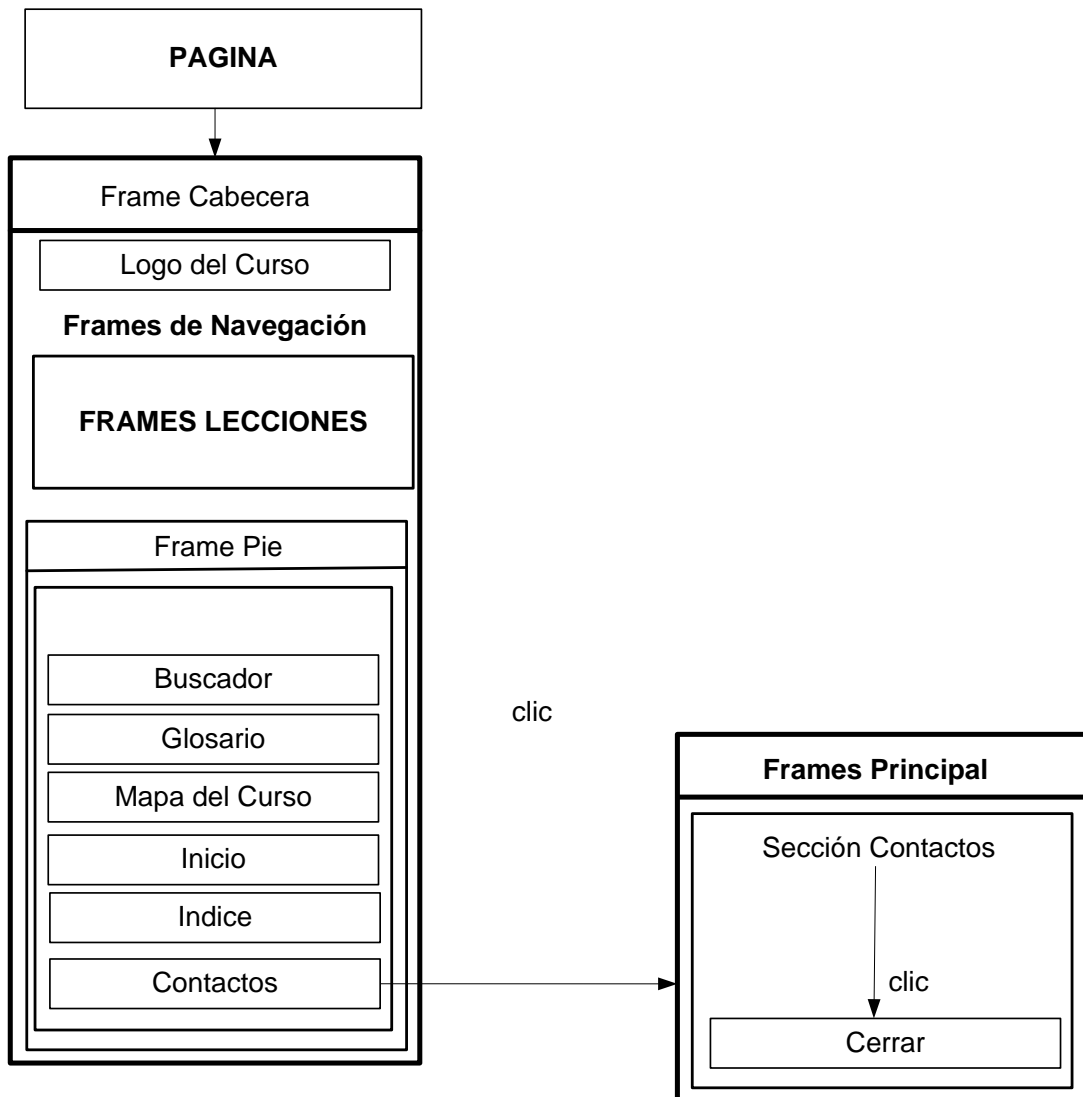 PAGINA
Frame Cabecera
Logo del Curso
Frames de Navegación
FRAMES LECCIONES
Frame Pie
Buscador
Glosario
Mapa del Curso
Inicio
Indice
Contactos
clic
Frames Principal
Sección Contactos
clic
Cerrar